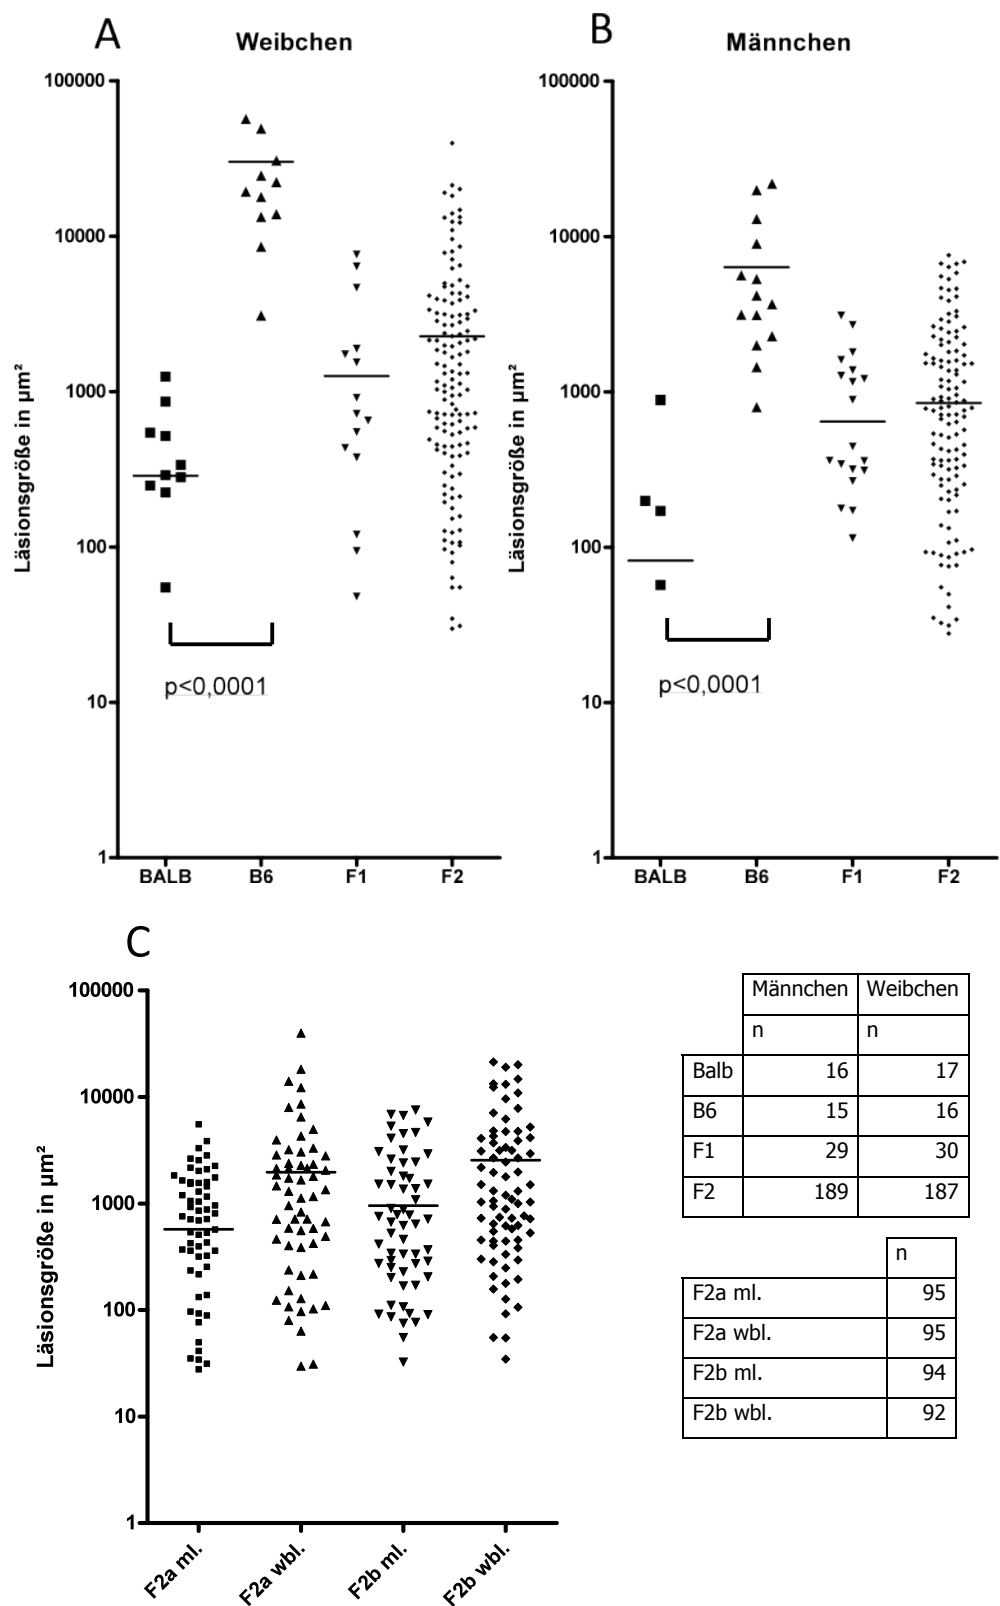 A
Weibchen
100000
10000
1000
100
10
1
Läsionsgröße in µm²
p<0,0001
BALB B6 F1 F2
B
Männchen
100000
10000
1000
100
10
1
Läsionsgröße in µm²
p<0,0001
BALB B6 F1 F2
C
100000
10000
1000
100
10
1
Läsionsgröße in µm²
F2a ml. F2a wbl. F2b ml. F2b wbl.
Männchen Weibchen
n n
Balb 16 17
B6 15 16
F1 29 30
F2 189 187
n
F2a ml. 95
F2a wbl. 95
F2b ml. 94
F2b wbl. 92